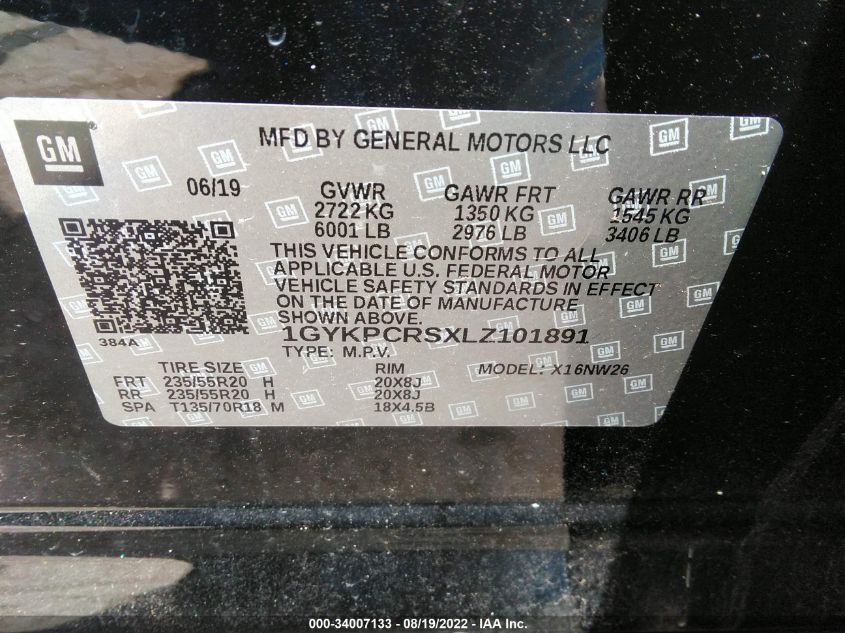 GM
MFD BY GENERAL MOTORS LLC
06/19 GVWR GAWR FRT GAWR RR
2722 KG 1350 KG 1545 KG
6001 LB 2976 LB 3406 LB
THIS VEHICLE CONFORMS TO ALL
APPLICABLE U.S. FEDERAL MOTOR
VEHICLE SAFETY STANDARDS IN EFFECT
ON THE DATE OF MANUFACTURE
SHOWN ABOVE.
384A 1GYKPCRSXLZ101891
TYPE: M.P.V. MODEL: X16NW26
TIRE SIZE RIM
FRT 235/55R20 H 20X8J
RR 235/55R20 H 20X8J
SPA T135/70R18 M 18X4.5B
000-34007133 - 08/19/2022 - IAA Inc.